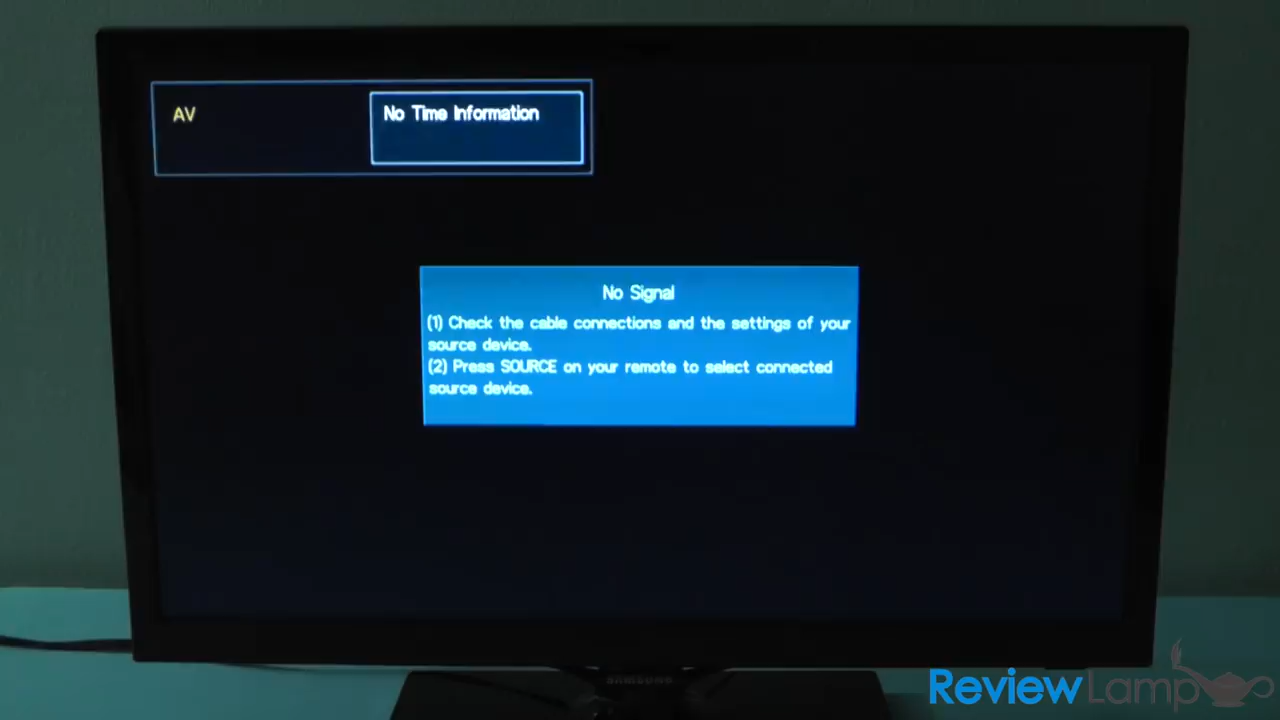 AV
No Time Information
No Signal
(1) Check the cable connections and the settings of your
source device.
(2) Press SOURCE on your remote to select connected
source device.
SAMSUNG
ReviewLamp